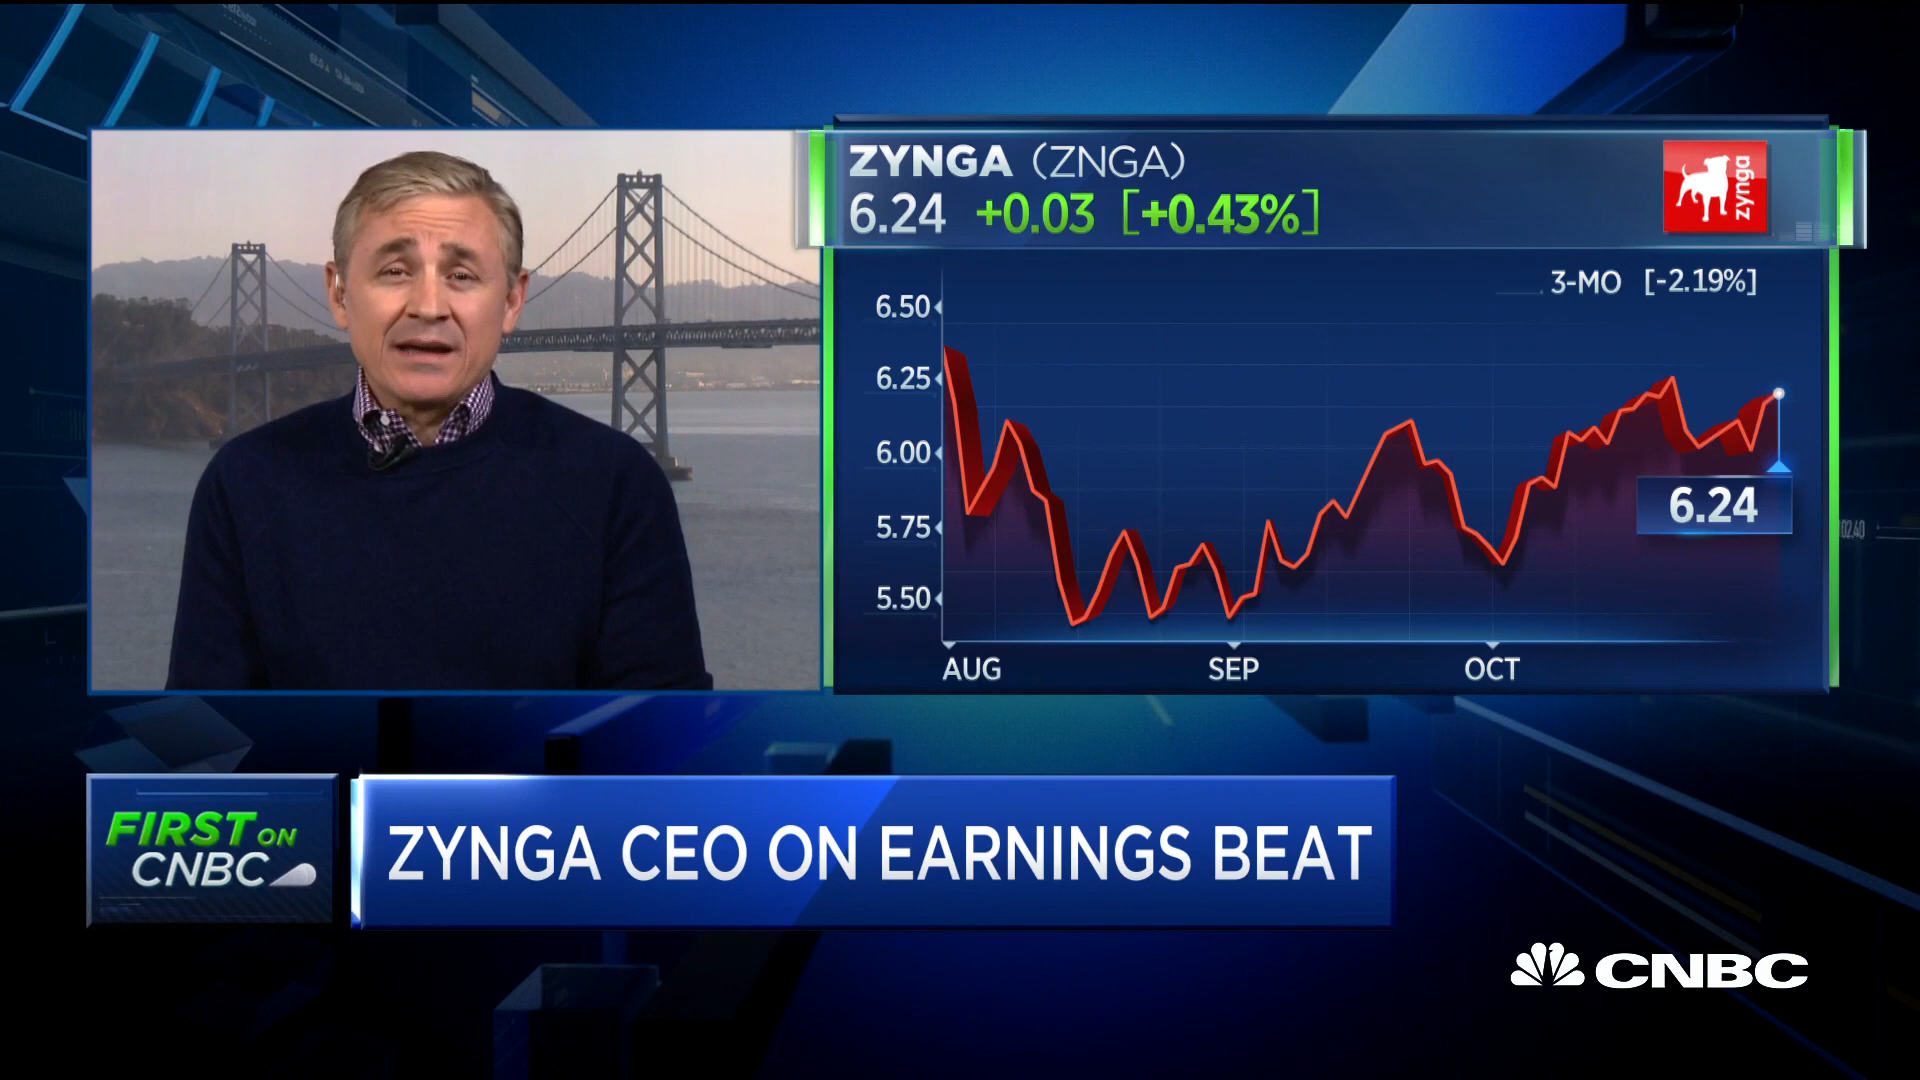 ZYNGA (ZNGA)
6.24 +0.03 [+0.43%]
zynga
3-MO [-2.19%]
6.50
6.25
6.00
5.75
5.50
6.24
AUG SEP OCT
FIRST ON
CNBC
ZYNGA CEO ON EARNINGS BEAT
CNBC